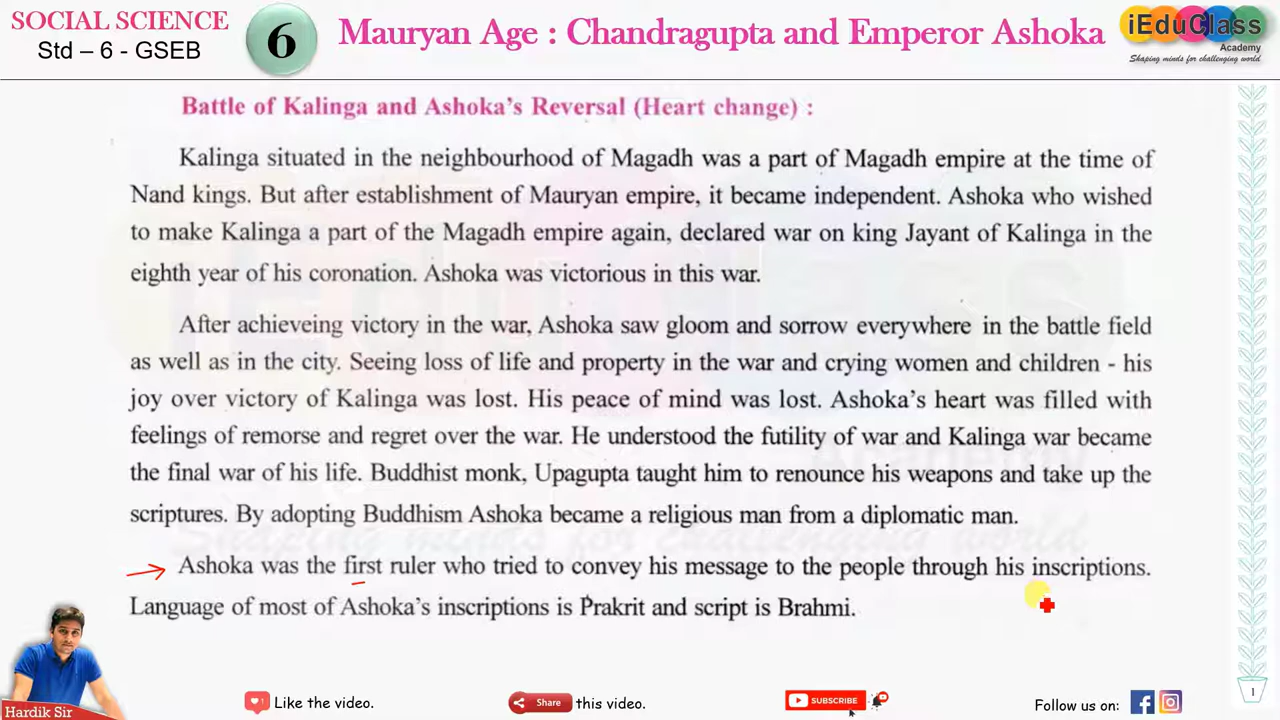 SOCIAL SCIENCE
Std – 6 - GSEB
6
Mauryan Age : Chandragupta and Emperor Ashoka
iEduClass
Academy
Shaping minds for challenging world
Battle of Kalinga and Ashoka's Reversal (Heart change) :
Kalinga situated in the neighbourhood of Magadh was a part of Magadh empire at the time of
Nand kings. But after establishment of Mauryan empire, it became independent. Ashoka who wished
to make Kalinga a part of the Magadh empire again, declared war on king Jayant of Kalinga in the
eighth year of his coronation. Ashoka was victorious in this war.
After achieveing victory in the war, Ashoka saw gloom and sorrow everywhere in the battle field
as well as in the city. Seeing loss of life and property in the war and crying women and children - his
joy over victory of Kalinga was lost. His peace of mind was lost. Ashoka's heart was filled with
feelings of remorse and regret over the war. He understood the futility of war and Kalinga war became
the final war of his life. Buddhist monk, Upagupta taught him to renounce his weapons and take up the
scriptures. By adopting Buddhism Ashoka became a religious man from a diplomatic man.
Ashoka was the first ruler who tried to convey his message to the people through his inscriptions.
Language of most of Ashoka's inscriptions is Prakrit and script is Brahmi.
iEduClass
Academy
Shaping minds for challenging world
Hardik Sir
Like the video.
Share this video.
SUBSCRIBE
Follow us on:
1